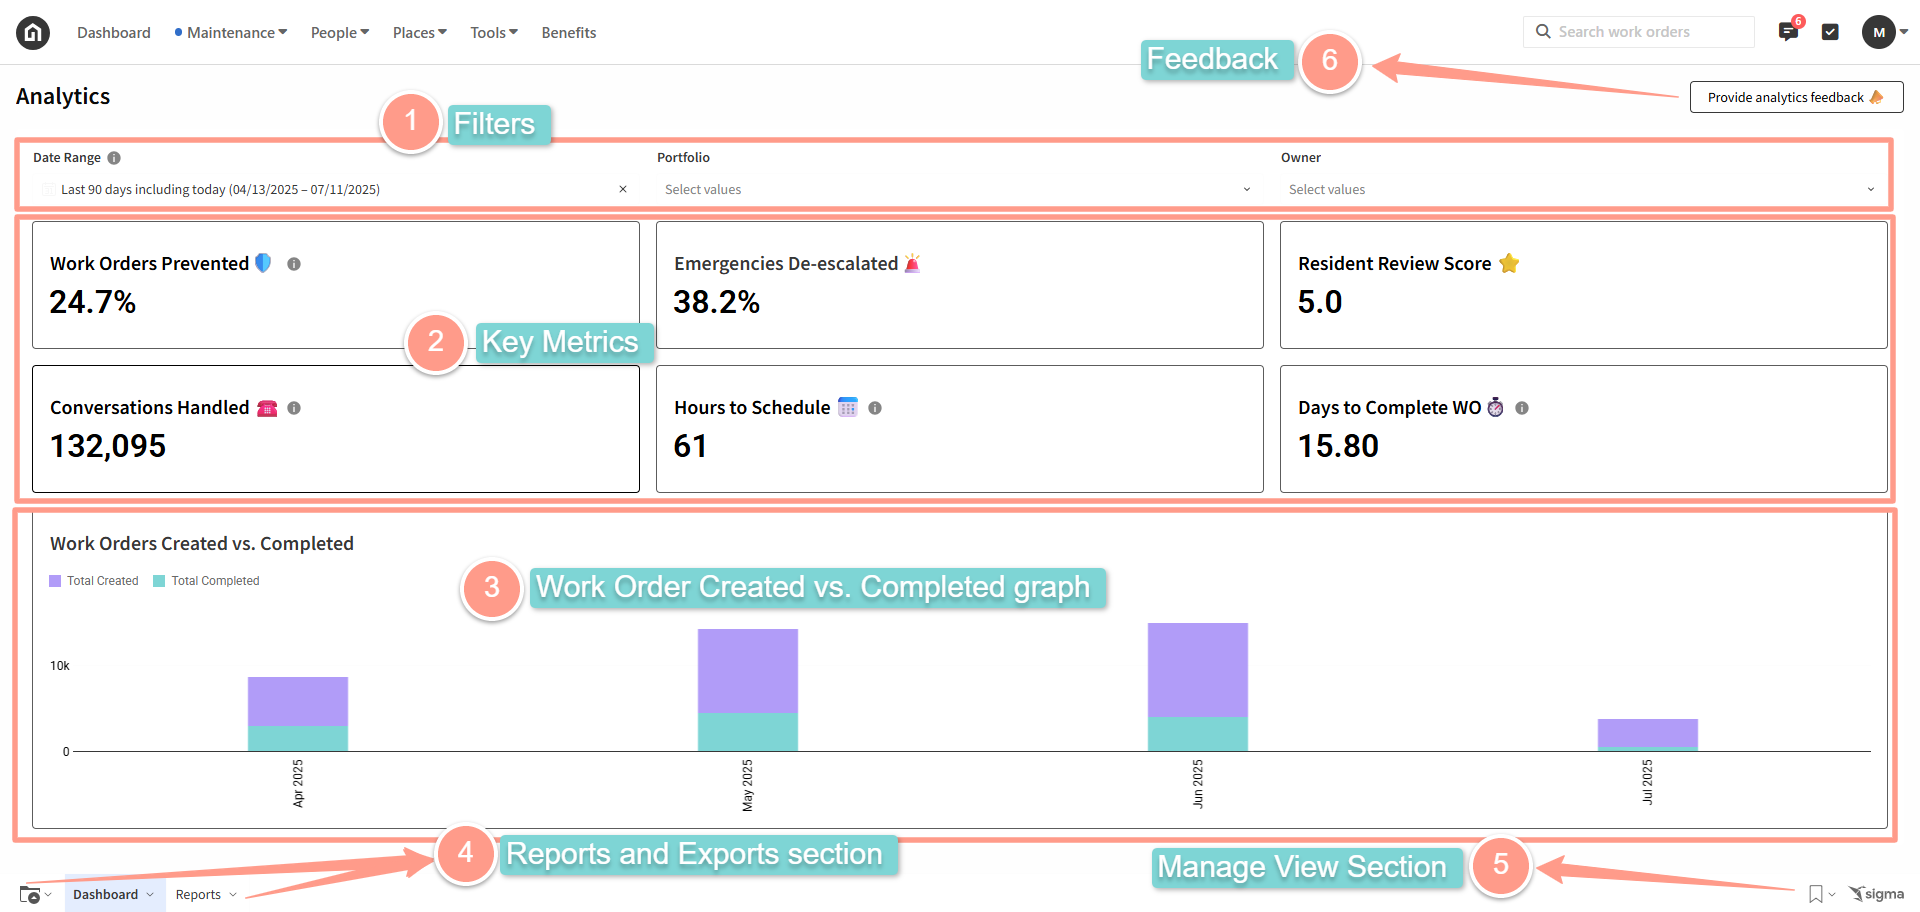 Dashboard
Maintenance
People
Places
Tools
Benefits
Search work orders
6
M
Feedback
6
Analytics
Provide analytics feedback
1
Filters
Date Range
Portfolio
Owner
Last 90 days including today (04/13/2025 – 07/11/2025)
Select values
Select values
Work Orders Prevented
24.7%
Emergencies De-escalated
38.2%
Resident Review Score
5.0
2
Key Metrics
Conversations Handled
132,095
Hours to Schedule
61
Days to Complete WO
15.80
Work Orders Created vs. Completed
Total Created
Total Completed
3
Work Order Created vs. Completed graph
10k
0
Apr 2025
May 2025
Jun 2025
Jul 2025
4
Reports and Exports section
Manage View Section
5
Dashboard
Reports
sigma